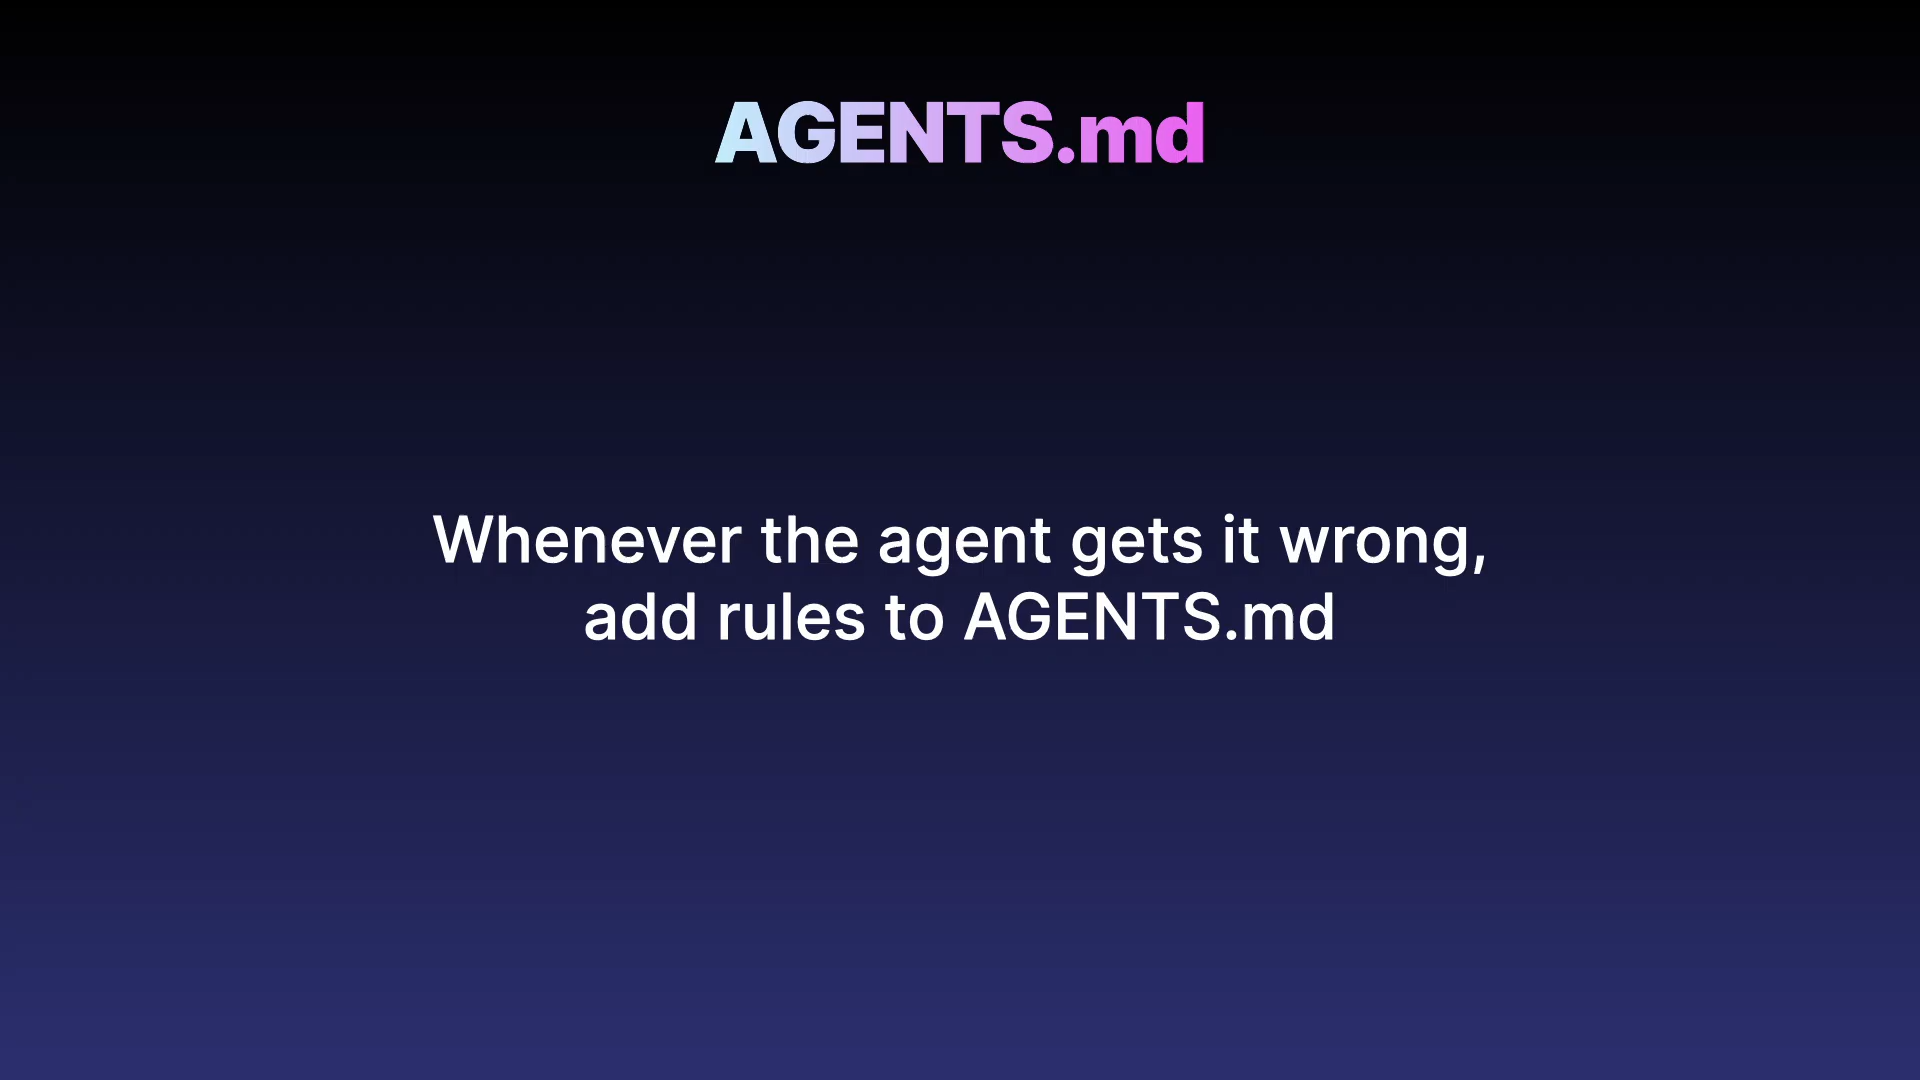 AGENTS.md
Whenever the agent gets it wrong,
add rules to AGENTS.md